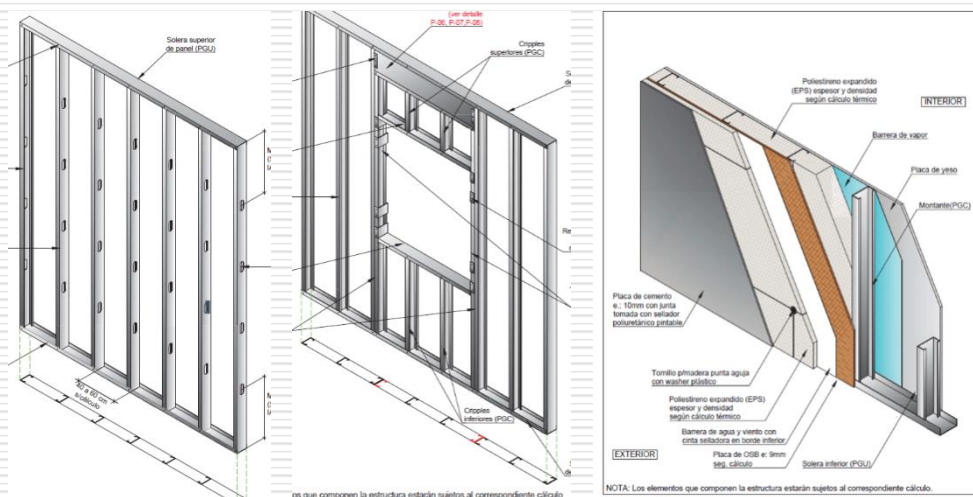 Solera superior
de panel (PGU)
40 a 60 cm
s/cálculo
(ver detalle
P-06, P-07,P-08)
Cripples
superiores (PGC)
Cripples
inferiores (PGC)
os que componen la estructura estarán sujetos al correspondiente cálculo
Poliestireno expandido
(EPS) espesor y densidad
según cálculo térmico
INTERIOR
Barrera de vapor
Placa de yeso
Montante(PGC)
Placa de cemento
e.: 10mm con junta
tomada con sellador
poliuretánico pintable
Tornillo p/madera punta aguja
con washer plástico
Poliestireno expandido (EPS)
espesor y densidad
según cálculo térmico
Barrera de agua y viento con
cinta selladora en borde inferior
EXTERIOR
Placa de OSB e: 9mm
seg. cálculo
Solera inferior (PGU)
NOTA: Los elementos que componen la estructura estarán sujetos al correspondiente cálculo.